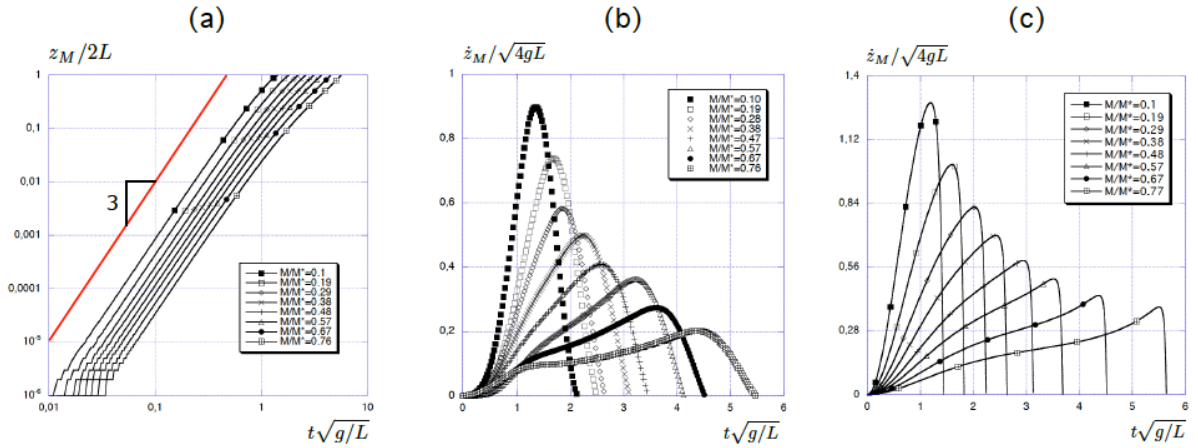 (a)
z_M/2L
1
0,1
0,01
0,001
0,0001
10⁻⁵
10⁻⁶
3
M/M*=0.1
M/M*=0.19
M/M*=0.29
M/M*=0.38
M/M*=0.48
M/M*=0.57
M/M*=0.67
M/M*=0.76
0,01 0,1 1 10
t√g/L
(b)
ż_M/√4gL
1
0,8
0,6
0,4
0,2
0
M/M*=0.10
M/M*=0.19
M/M*=0.28
M/M*=0.38
M/M*=0.47
M/M*=0.57
M/M*=0.67
M/M*=0.76
0 1 2 3 4 5 6
t√g/L
(c)
ż_M/√4gL
1,4
1,12
0,84
0,56
0,28
0
M/M*=0.1
M/M*=0.19
M/M*=0.29
M/M*=0.38
M/M*=0.48
M/M*=0.57
M/M*=0.67
M/M*=0.77
0 1 2 3 4 5 6
t√g/L